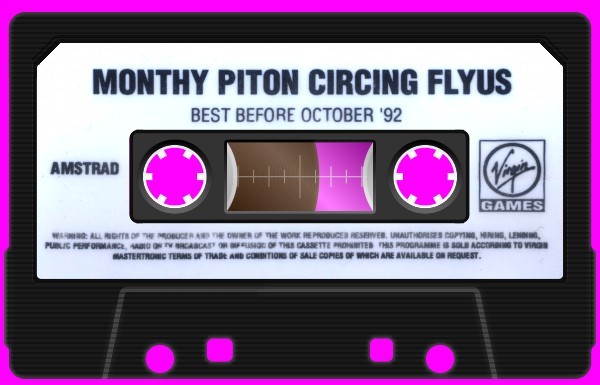 MONTHY PITON CIRCING FLYUS
BEST BEFORE OCTOBER '92
AMSTRAD
Virgin
GAMES
WARNING: ALL RIGHTS OF THE PRODUCER AND THE OWNER OF THE WORK REPRODUCED RESERVED. UNAUTHORISED COPYING, HIRING, LENDING,
PUBLIC PERFORMANCE, RADIO OR TV BROADCAST OR DIFFUSION OF THIS CASSETTE PROHIBITED THIS PROGRAMME IS SOLD ACCORDING TO VIRGIN
MASTERTRONIC TERMS OF TRADE AND CONDITIONS OF SALE COPIES OF WHICH ARE AVAILABLE ON REQUEST.